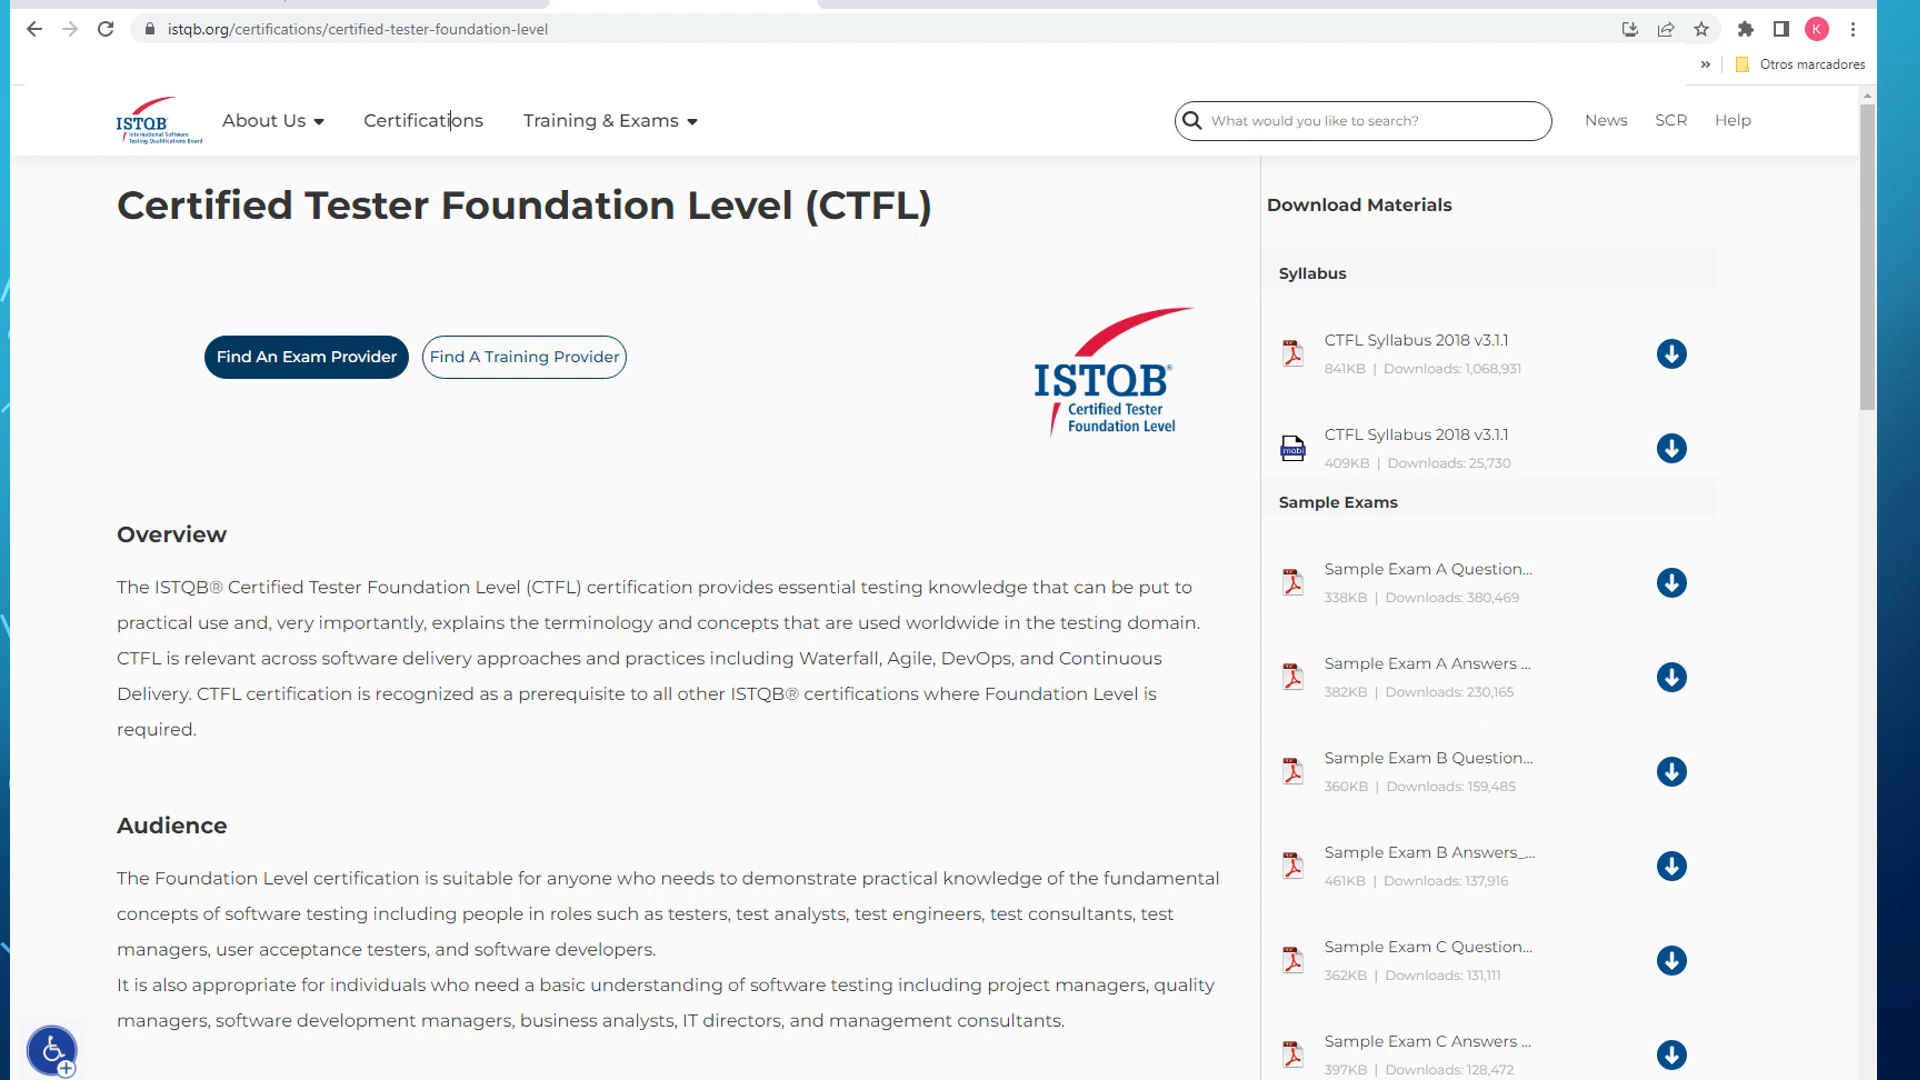 istqb.org/certifications/certified-tester-foundation-level
K
»
Otros marcadores
ISTQB
International Software
Testing Qualifications Board
About Us
Certifications
Training & Exams
What would you like to search?
News
SCR
Help
Certified Tester Foundation Level (CTFL)
Find An Exam Provider
Find A Training Provider
ISTQB®
Certified Tester
Foundation Level
Overview
The ISTQB® Certified Tester Foundation Level (CTFL) certification provides essential testing knowledge that can be put to
practical use and, very importantly, explains the terminology and concepts that are used worldwide in the testing domain.
CTFL is relevant across software delivery approaches and practices including Waterfall, Agile, DevOps, and Continuous
Delivery. CTFL certification is recognized as a prerequisite to all other ISTQB® certifications where Foundation Level is
required.
Audience
The Foundation Level certification is suitable for anyone who needs to demonstrate practical knowledge of the fundamental
concepts of software testing including people in roles such as testers, test analysts, test engineers, test consultants, test
managers, user acceptance testers, and software developers.
It is also appropriate for individuals who need a basic understanding of software testing including project managers, quality
managers, software development managers, business analysts, IT directors, and management consultants.
Download Materials
Syllabus
CTFL Syllabus 2018 v3.1.1
841KB | Downloads: 1,068,931
CTFL Syllabus 2018 v3.1.1
mobi
409KB | Downloads: 25,730
Sample Exams
Sample Exam A Question...
338KB | Downloads: 380,469
Sample Exam A Answers ...
382KB | Downloads: 230,165
Sample Exam B Question...
360KB | Downloads: 159,485
Sample Exam B Answers_...
461KB | Downloads: 137,916
Sample Exam C Question...
362KB | Downloads: 131,111
Sample Exam C Answers ...
397KB | Downloads: 128,472